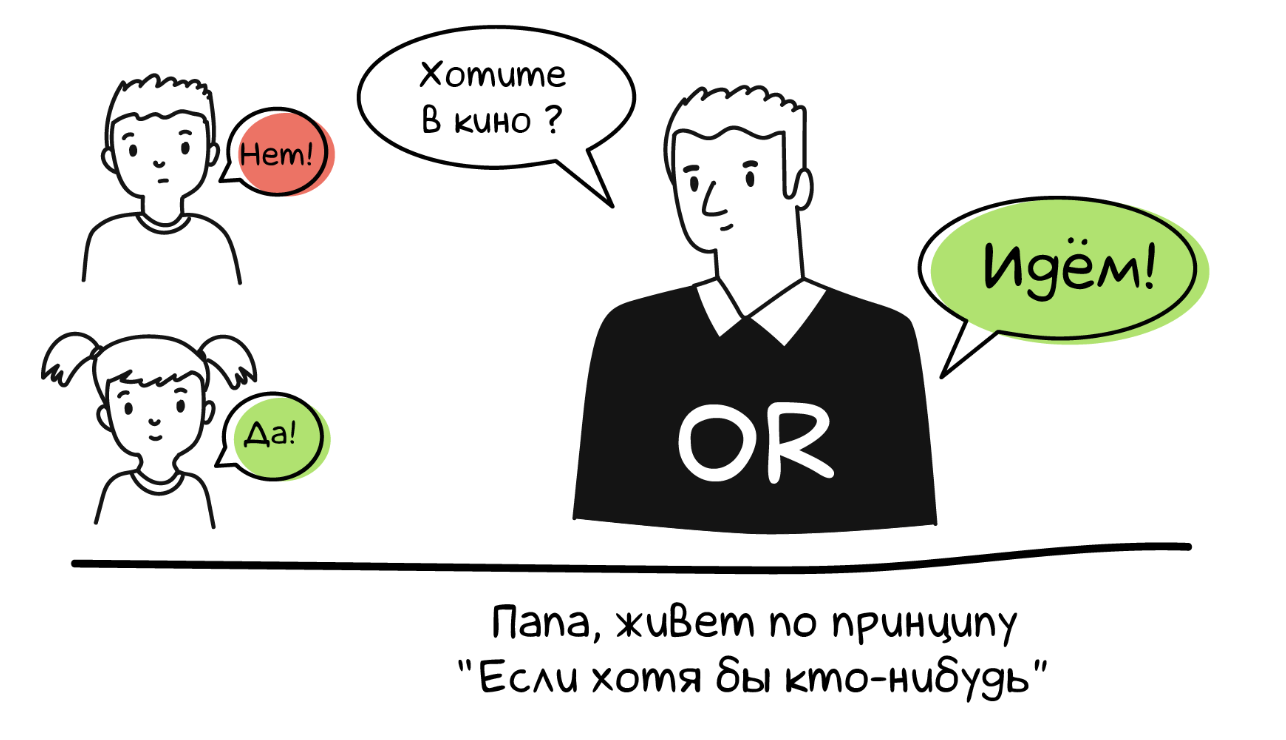 Хотите
в кино ?
Нет!
Идём!
Да!
OR
Папа, живет по принципу
"Если хотя бы кто-нибудь"